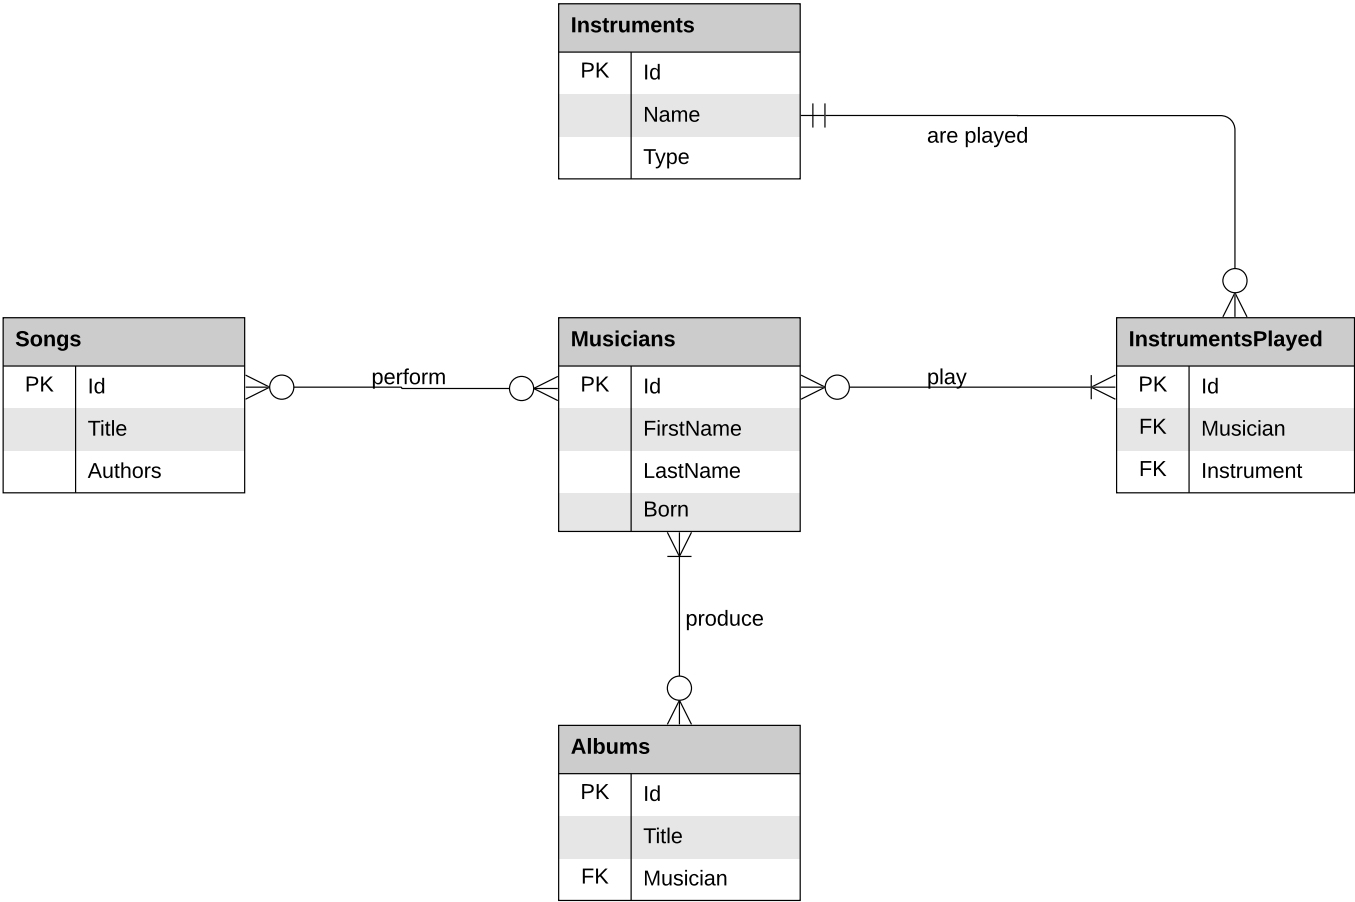 Instruments
PK Id
Name
Type
are played
Songs
PK Id
Title
Authors
perform
Musicians
PK Id
FirstName
LastName
Born
play
InstrumentsPlayed
PK Id
FK Musician
FK Instrument
produce
Albums
PK Id
Title
FK Musician